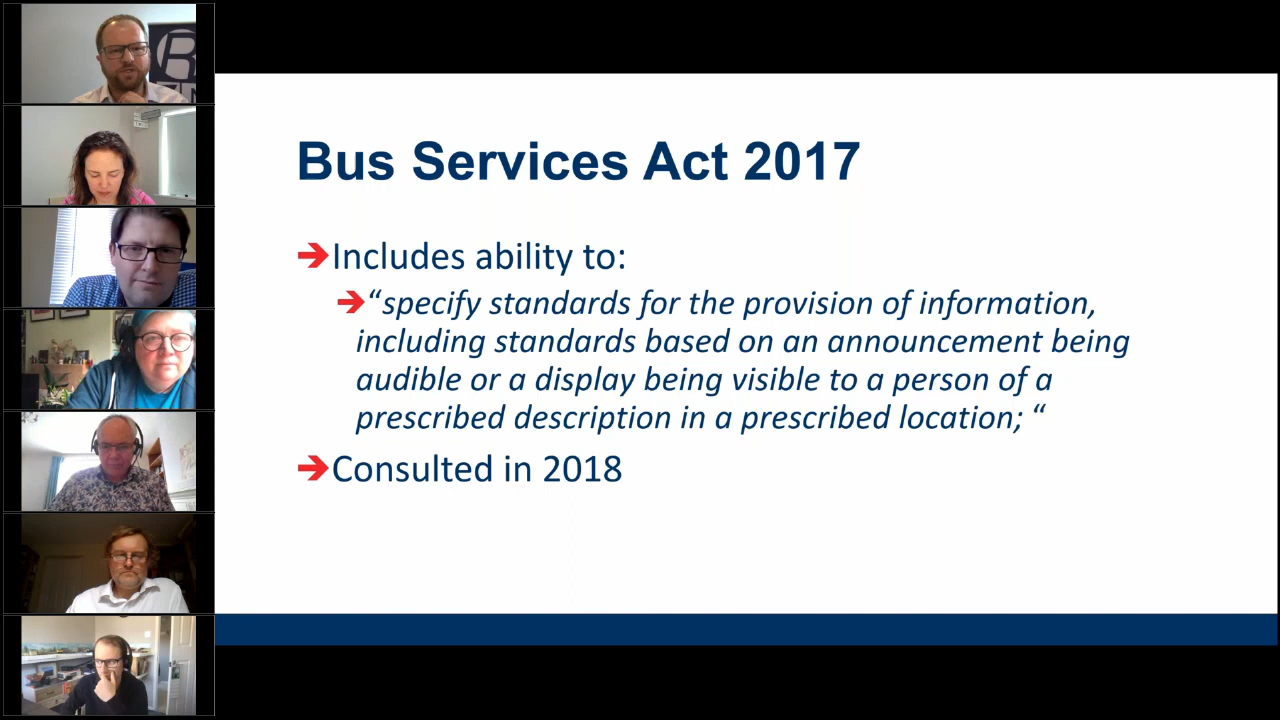 Bus Services Act 2017
➔Includes ability to:
➔“specify standards for the provision of information,
including standards based on an announcement being
audible or a display being visible to a person of a
prescribed description in a prescribed location; “
➔Consulted in 2018